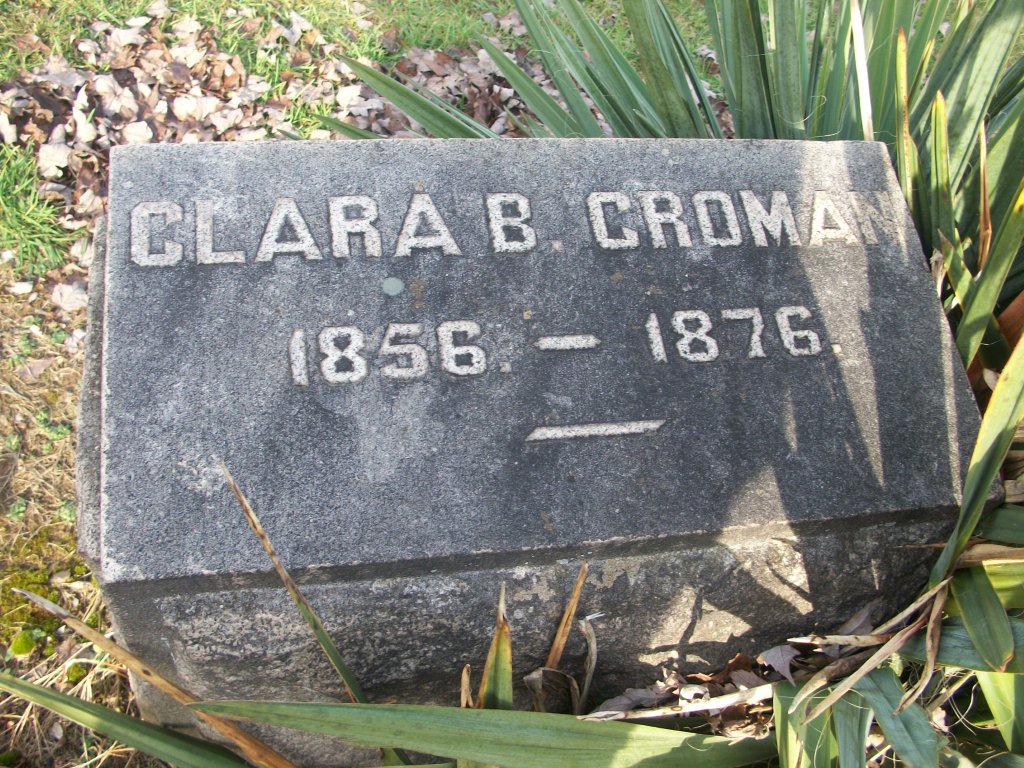 CLARA B. CROMAN
1856. — 1876.